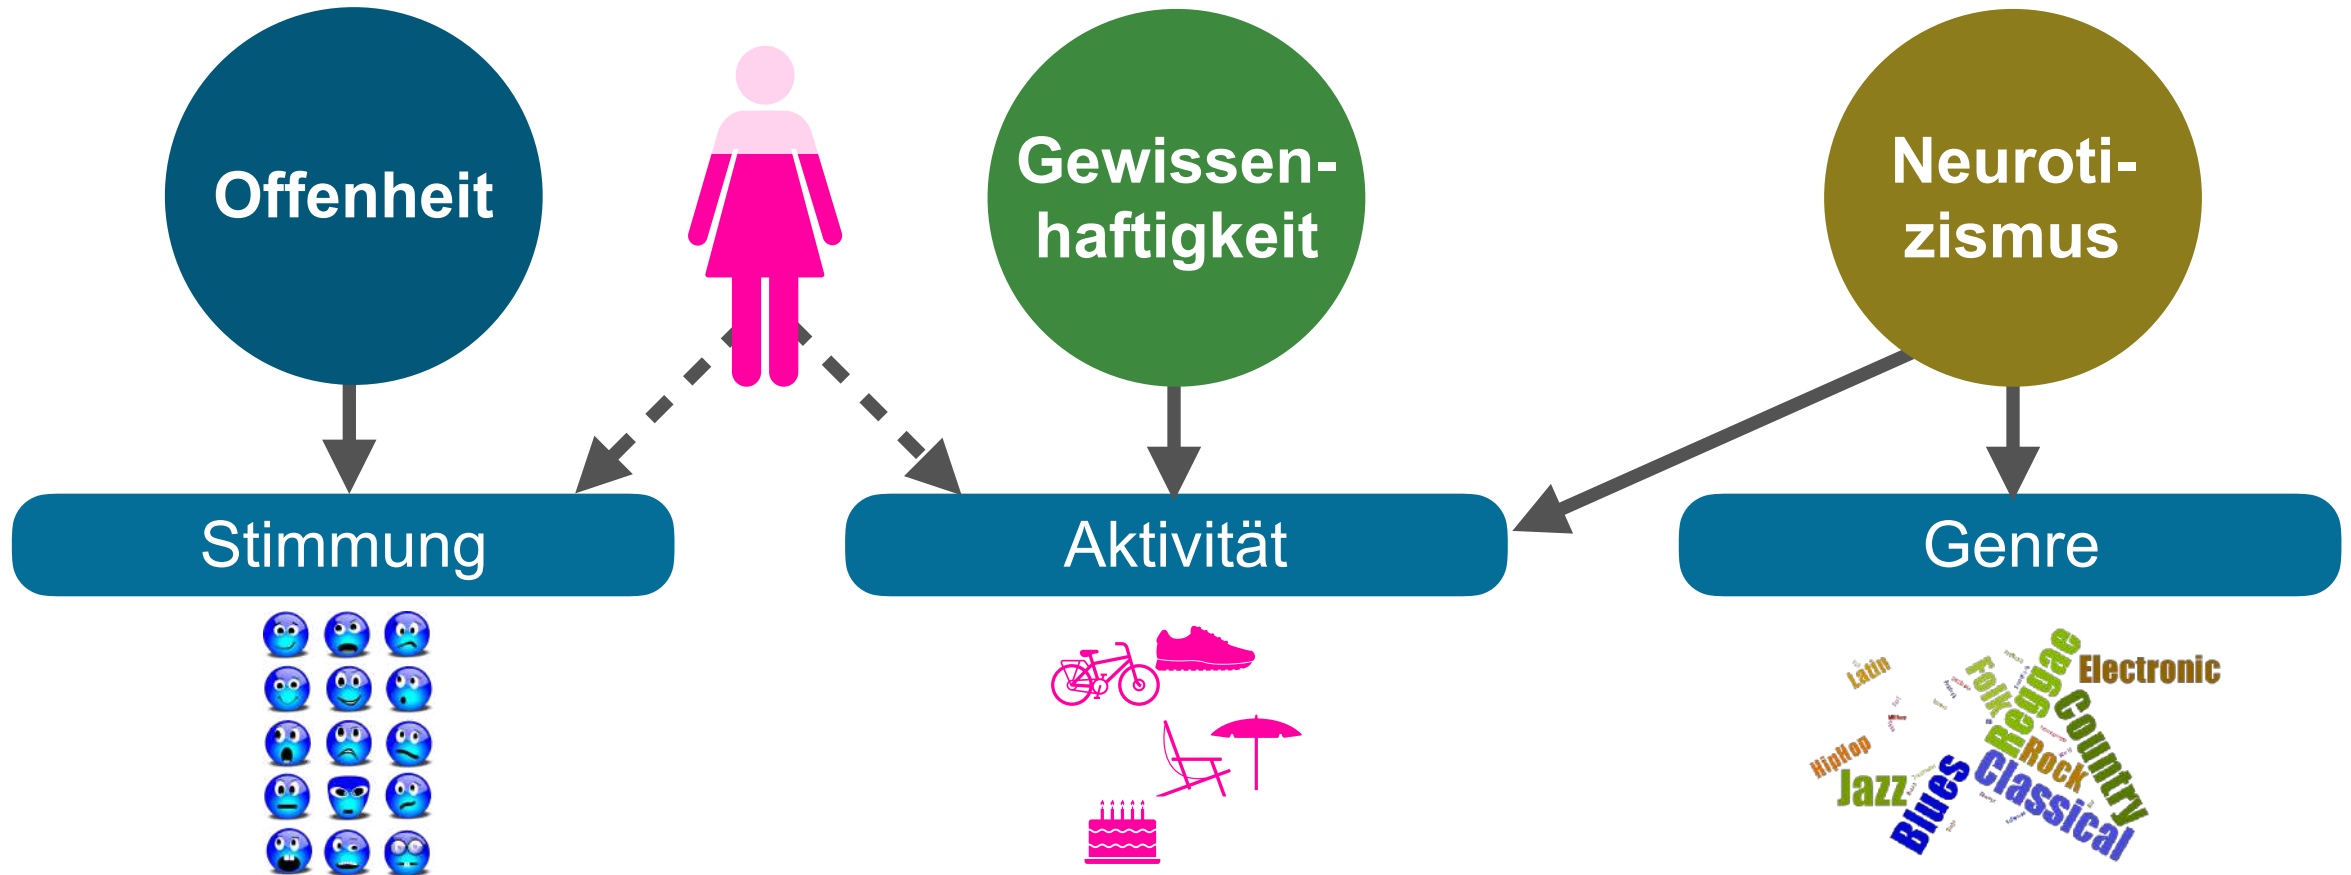 Offenheit
Gewissen-
haftigkeit
Neuroti-
zismus
Stimmung
Aktivität
Genre
Latin
Folk
Reggae
Electronic
Country
HipHop
Rock
Jazz
Blues
Classical